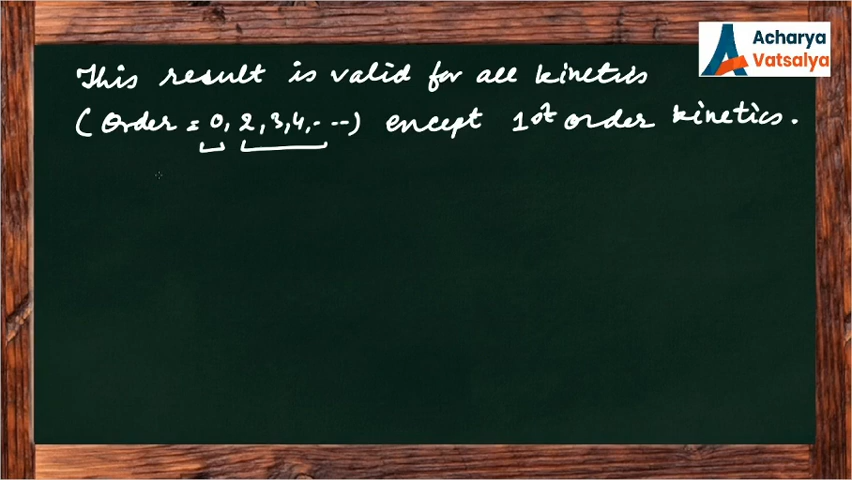 Acharya
Vatsalya
This result is valid for all kinetics
(Order = 0, 2, 3, 4, - --) except 1st order kinetics.